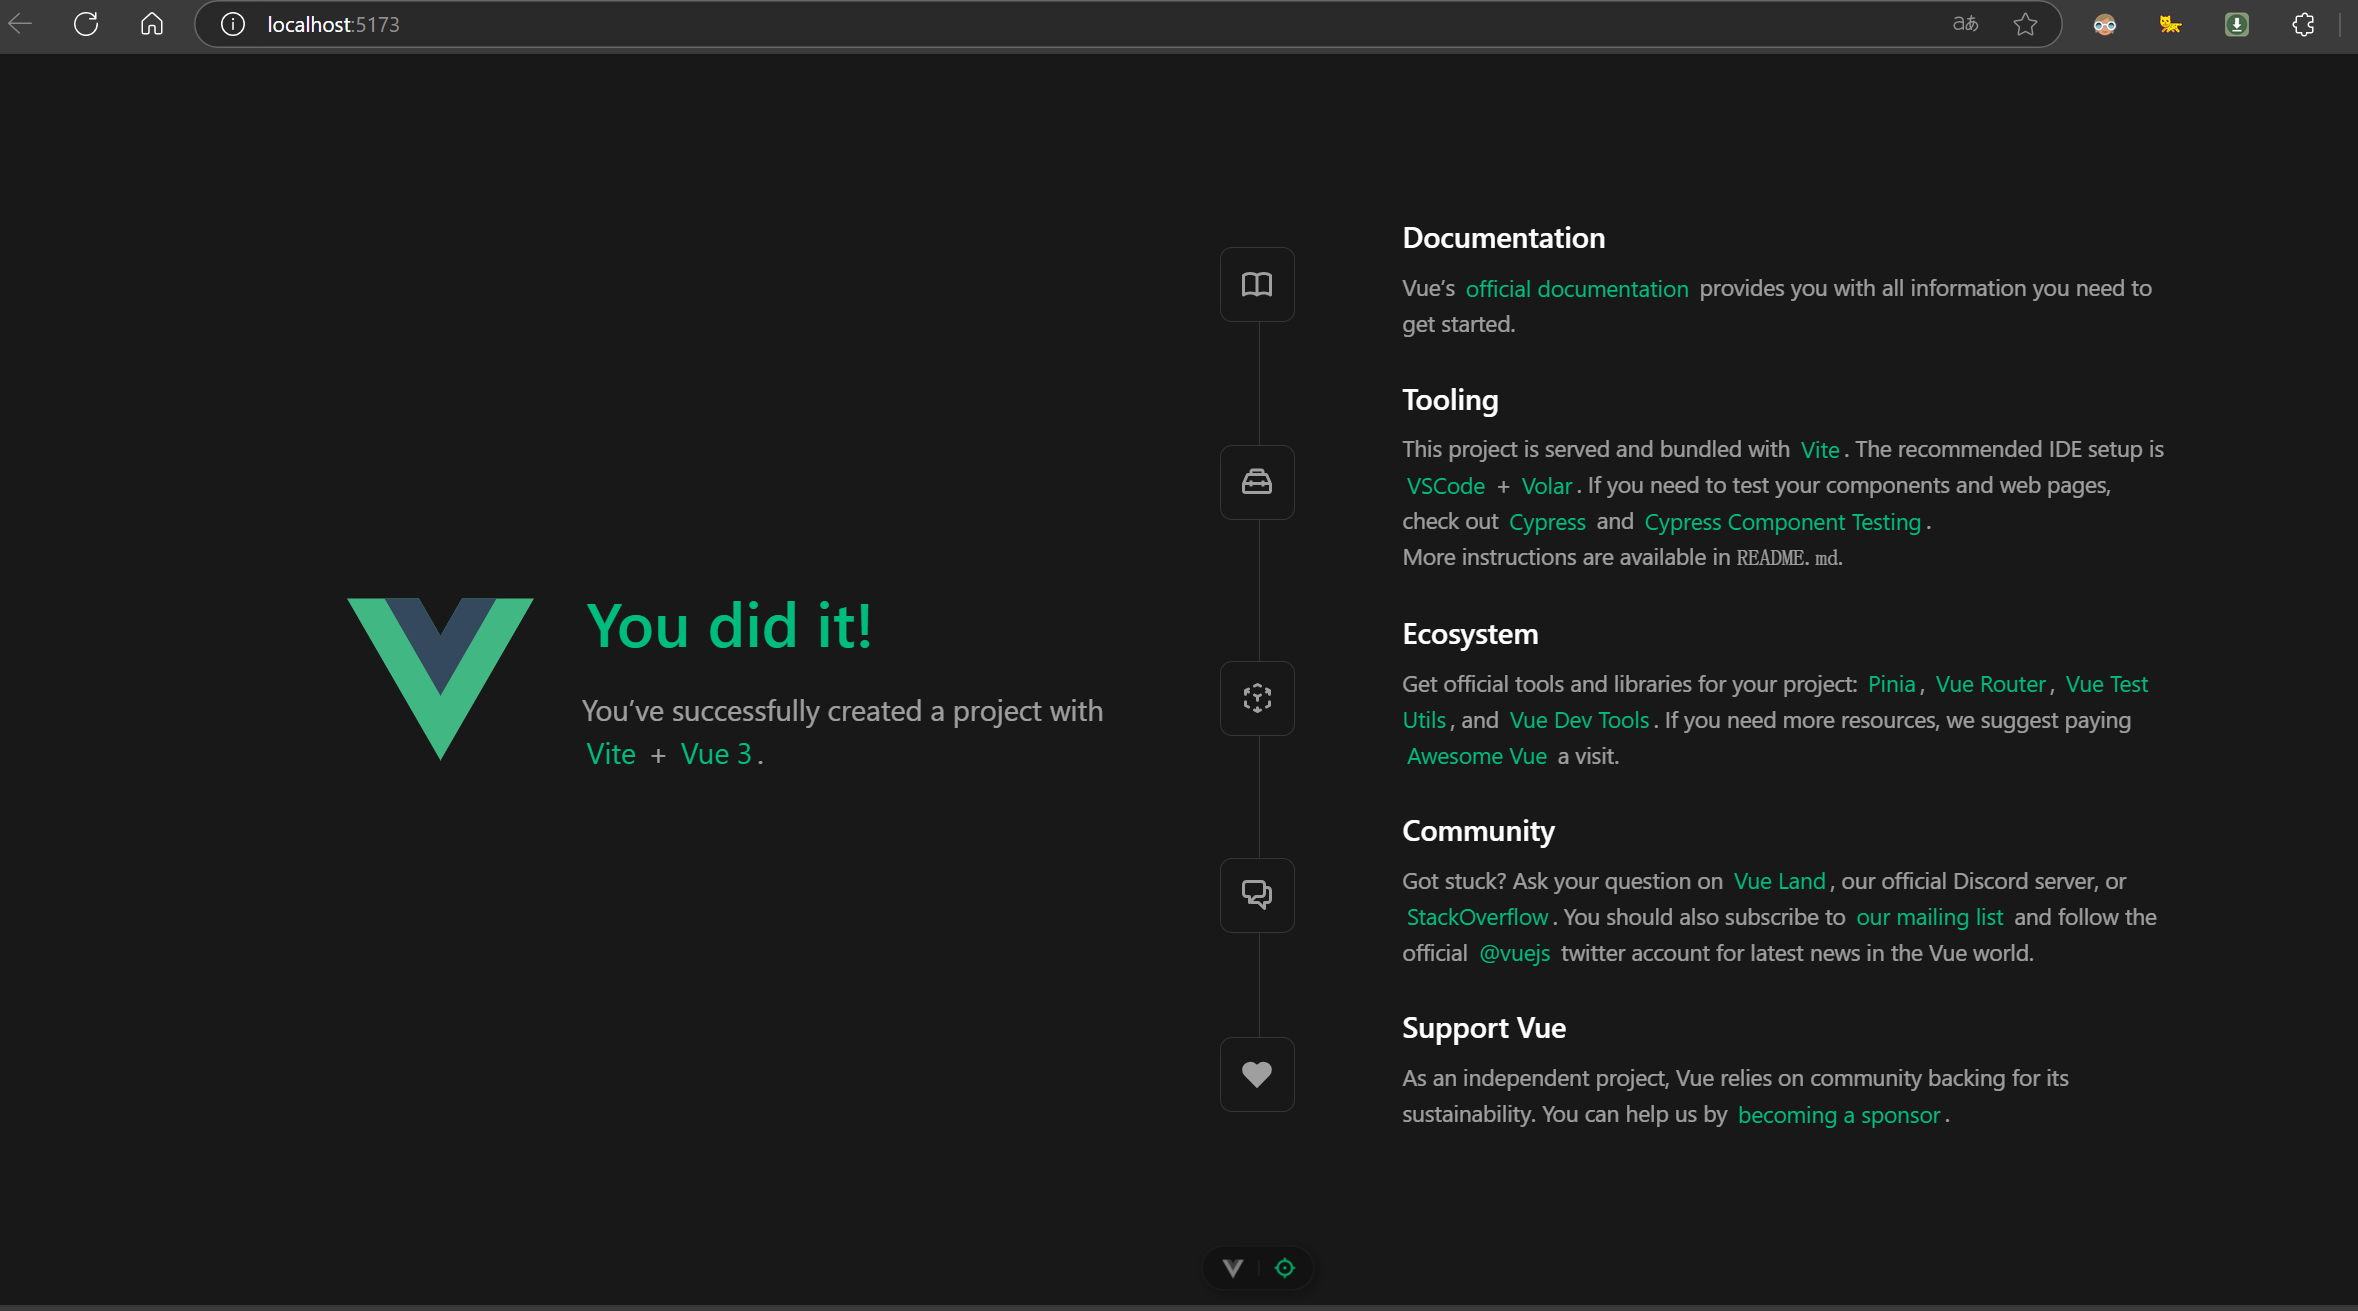 localhost:5173
aあ
You did it!
You’ve successfully created a project with
Vite + Vue 3.
Documentation
Vue’s official documentation provides you with all information you need to
get started.
Tooling
This project is served and bundled with Vite. The recommended IDE setup is
VSCode + Volar. If you need to test your components and web pages,
check out Cypress and Cypress Component Testing.
More instructions are available in README.md.
Ecosystem
Get official tools and libraries for your project: Pinia, Vue Router, Vue Test
Utils, and Vue Dev Tools. If you need more resources, we suggest paying
Awesome Vue a visit.
Community
Got stuck? Ask your question on Vue Land, our official Discord server, or
StackOverflow. You should also subscribe to our mailing list and follow the
official @vuejs twitter account for latest news in the Vue world.
Support Vue
As an independent project, Vue relies on community backing for its
sustainability. You can help us by becoming a sponsor.